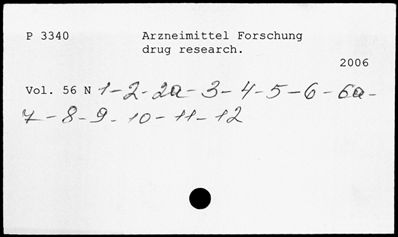 P 3340 Arzneimittel Forschung
drug research.
2006
Vol. 56 N 1-2-2a-3-4-5-6-6a-
7-8-9-10-11-12